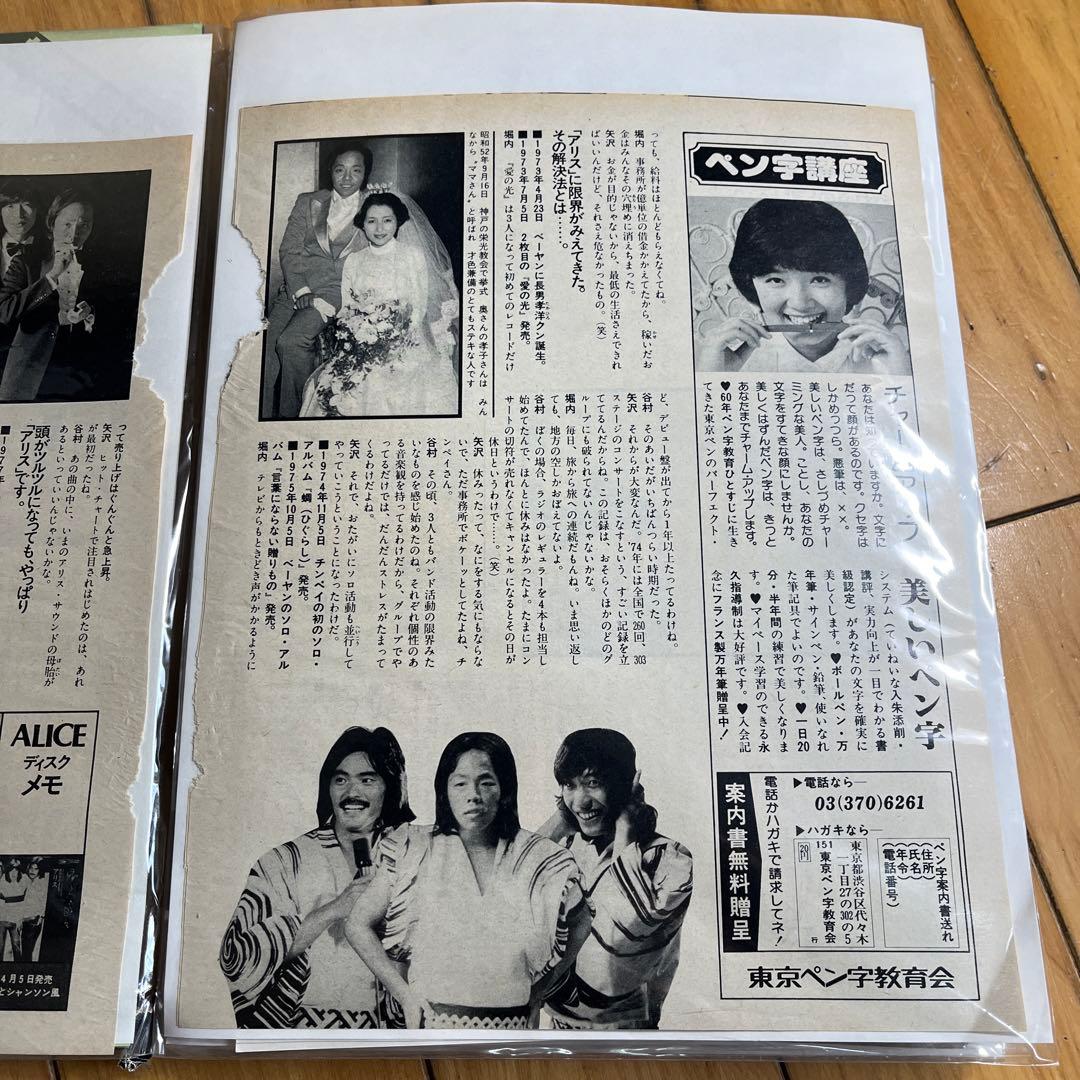 ペン字講座
あなたは知っていますか。文字に
だって顔があるのです。クセ字は
しかめっつら。悪筆は、××。
美しいペン字は、さしづめチャー
ミングな美人。ことし、あなたの
文字をすてきな顔にしませんか。
美しくはずんだペン字は、きっと
あなたまでチャーム・アップします。
♥60年ペン字教育ひとすじに生き
てきた東京ペンのパーフェクト・
美しいペン字
システム(ていねいな入朱添削・
講評、実力向上が一目でわかる書
級認定)があなたの文字を確実に
美しくします。♥ボールペン・万
年筆・サインペン・鉛筆、使いなれ
た筆記具でよいのです。♥一日20
分・半年間の練習で美しくなりま
す。♥マイペース学習のできる永
久指導制は大好評です。♥入会記
念にフランス製万年筆贈呈中!
▶電話なら―
03(370)6261
▶ハガキなら―
ペン字案内書送れ
住所
氏名
年令
電話番号
東京都渋谷区代々木
一丁目27の302の5
東京ペン字教育会
行
151
20円
電話かハガキで請求してネ!
案内書無料贈呈
東京ペン字教育会
っても、給料はほとんどもらえなくてね。
堀内 事務所が億単位の借金かかえてたから、稼いだお
金はみんなその穴埋めに消えちまった。
矢沢 お金が目的じゃないから、最低の生活さえできれ
ばいいんだけど、それさえ危なかったもの。(笑)
「アリス」に限界がみえてきた。
その解決法とは……。
■1973年4月23日 ベーヤンに長男孝洋クン誕生。
■1973年7月5日 2枚目の「愛の光」発売。
堀内 「愛の光」は3人になって初めてのレコードだけ
昭和52年9月16日 神戸の栄光教会で挙式 奥さんの孝子さんは みん
なから〝ママさん〟と呼ばれ 才色兼備のとてもステキな人です
ど、デビュー盤が出てから1年以上たってるわけね。
谷村 そのあいだがいちばんつらい時期だった。
矢沢 それからが大変なんだ。'74年には全国で260回、303
ステージのコンサートをこなすという、すごい記録を立
ててるんだからね。この記録は、おそらくほかのどのグ
ループにも破られてないんじゃないかな。
堀内 毎日、旅から旅への連続だもんね。いま思い返し
ても、地方の空しかおぼえてないよ。
谷村 ぼくの場合、ラジオのレギュラーを4本も担当し
始めてたんで、ほんとに休みはなかったよ。たまにコン
サートの切符が売れなくてキャンセルになるとその日が
休日というわけで……。(笑)
矢沢 休みったって、なにをする気にもならな
いで、ただ事務所でボケーッとしてたよね、チ
ンペイさん。
谷村 その頃、3人ともバンド活動の限界みた
いなものを感じ始めてたのね。それぞれ個性のあ
る音楽観を持ってるわけだから、グループでや
ってるだけでは、だんだんストレスがたまって
くるわけだよね。
矢沢 それで、おたがいにソロ活動も並行して
やっていこうということになったわけだ。
■1974年11月5日 チンペイの初のソロ・
アルバム「蜩(ひぐらし)」発売。
■1975年10月5日 ベーヤンのソロ・アル
バム「言葉にならない贈りもの」発売。
堀内 テレビからもときどき声がかかるように
って売り上げはぐんぐんと急上昇。
矢沢 ヒット・チャートで注目されはじめたのは、あれ
が最初だったね。
谷村 あの曲の中に、いまのアリス・サウンドの母胎が
あるといっていいんじゃないかな。
頭がツルツルになっても、やっぱり
「アリス」です。
■1977年
ALICE
ディスク
メモ
4月5日発売
とシャンソン風